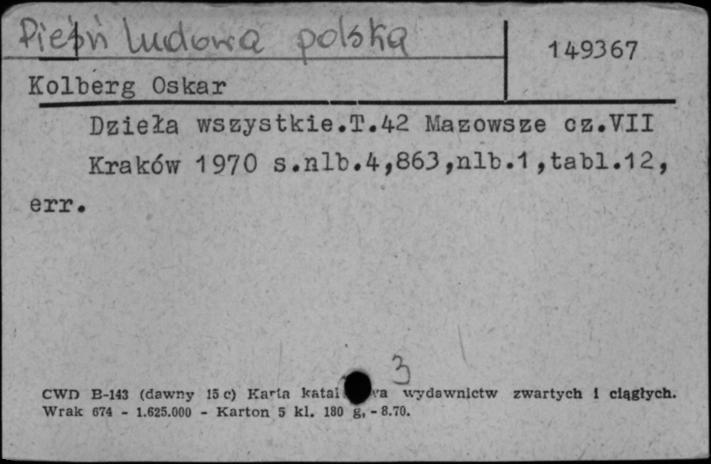 Pieśń ludowa polska
149367
Kolberg Oskar
Dzieła wszystkie.T.42 Mazowsze cz.VII
Kraków 1970 s.nlb.4,863,nlb.1,tabl.12,
err.
3
CWD B-143 (dawny 15 c) Karta wydawnictw zwartych i ciągłych.
Wrak 674 - 1.625.000 - Karton 5 kl. 180 g, - 8.70.